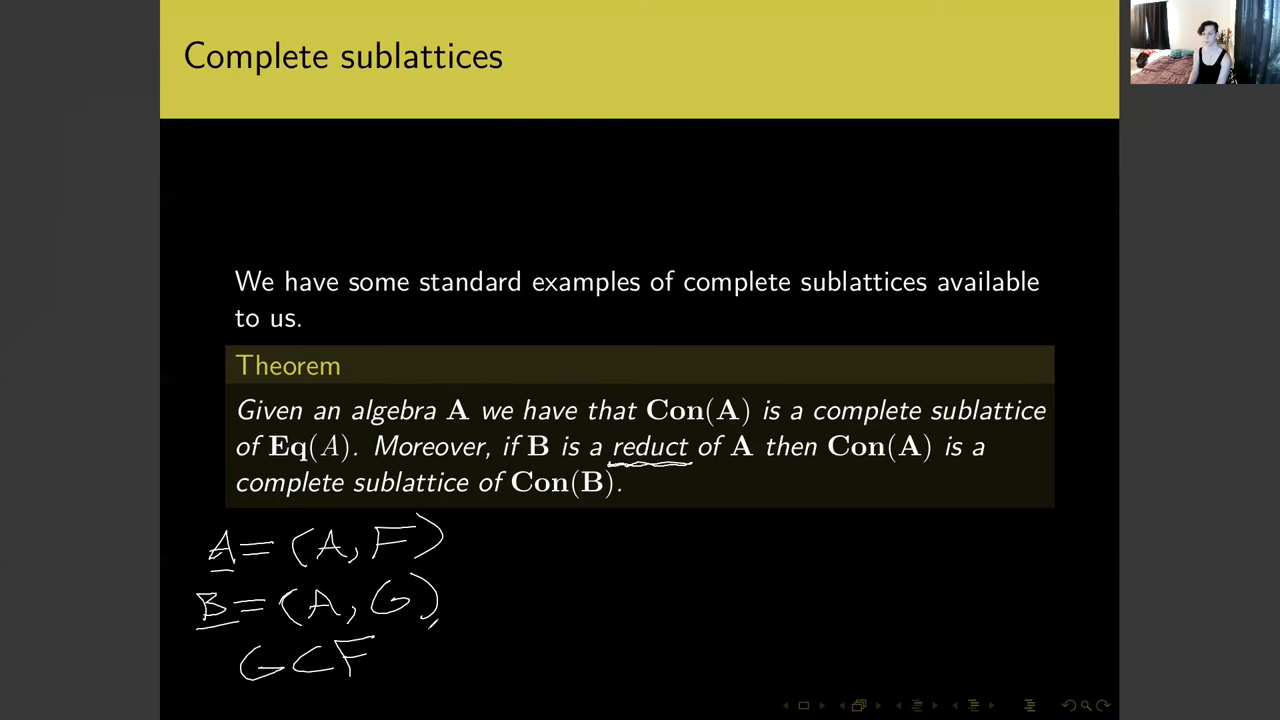 Complete sublattices
We have some standard examples of complete sublattices available
to us.
Theorem
Given an algebra A we have that Con(A) is a complete sublattice
of Eq(A). Moreover, if B is a reduct of A then Con(A) is a
complete sublattice of Con(B).
A = (A, F)
B = (A, G)
G ⊂ F